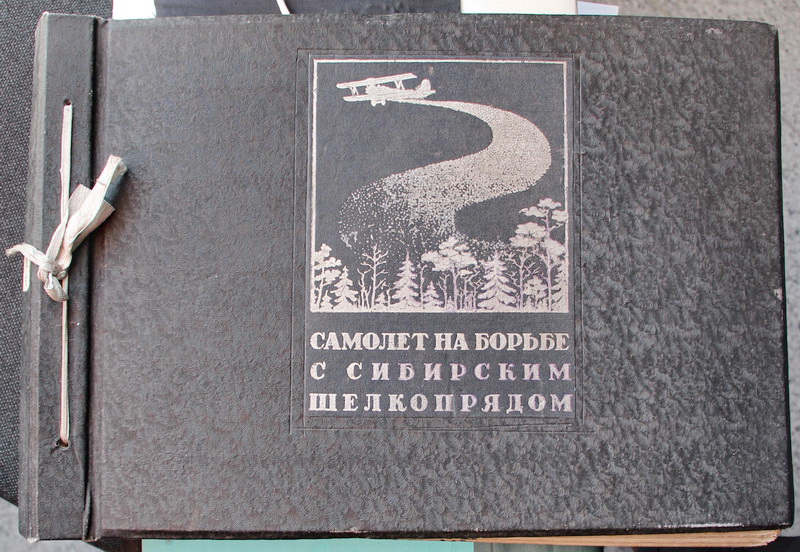 САМОЛЕТ НА БОРЬБЕ
С СИБИРСКИМ
ШЕЛКОПРЯДОМ